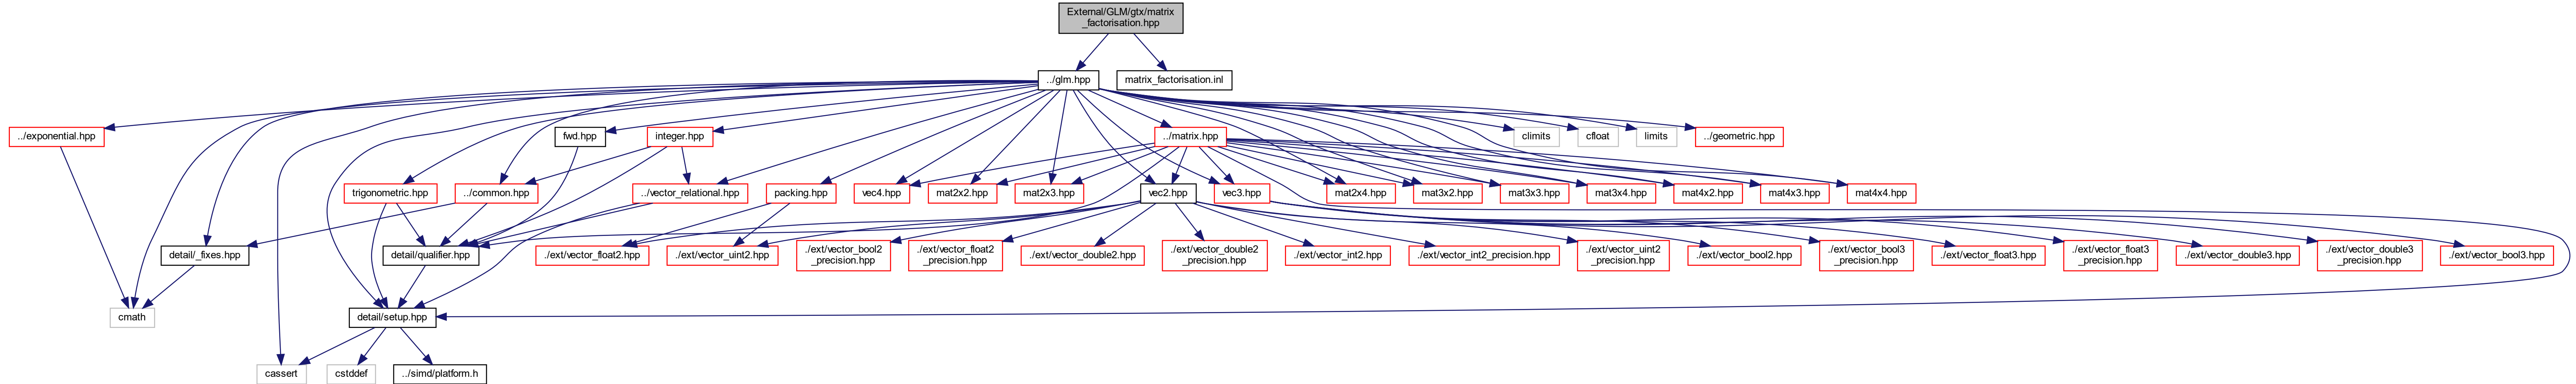 External/GLM/gtx/matrix
_factorisation.hpp
../glm.hpp
matrix_factorisation.inl
../exponential.hpp
fwd.hpp
integer.hpp
../matrix.hpp
climits
cfloat
limits
../geometric.hpp
trigonometric.hpp
../common.hpp
../vector_relational.hpp
packing.hpp
vec4.hpp
mat2x2.hpp
mat2x3.hpp
vec2.hpp
vec3.hpp
mat2x4.hpp
mat3x2.hpp
mat3x3.hpp
mat3x4.hpp
mat4x2.hpp
mat4x3.hpp
mat4x4.hpp
detail/_fixes.hpp
detail/qualifier.hpp
./ext/vector_float2.hpp
./ext/vector_uint2.hpp
./ext/vector_bool2
_precision.hpp
./ext/vector_float2
_precision.hpp
./ext/vector_double2.hpp
./ext/vector_double2
_precision.hpp
./ext/vector_int2.hpp
./ext/vector_int2_precision.hpp
./ext/vector_uint2
_precision.hpp
./ext/vector_bool2.hpp
./ext/vector_bool3
_precision.hpp
./ext/vector_float3.hpp
./ext/vector_float3
_precision.hpp
./ext/vector_double3.hpp
./ext/vector_double3
_precision.hpp
./ext/vector_bool3.hpp
cmath
detail/setup.hpp
cassert
cstddef
../simd/platform.h